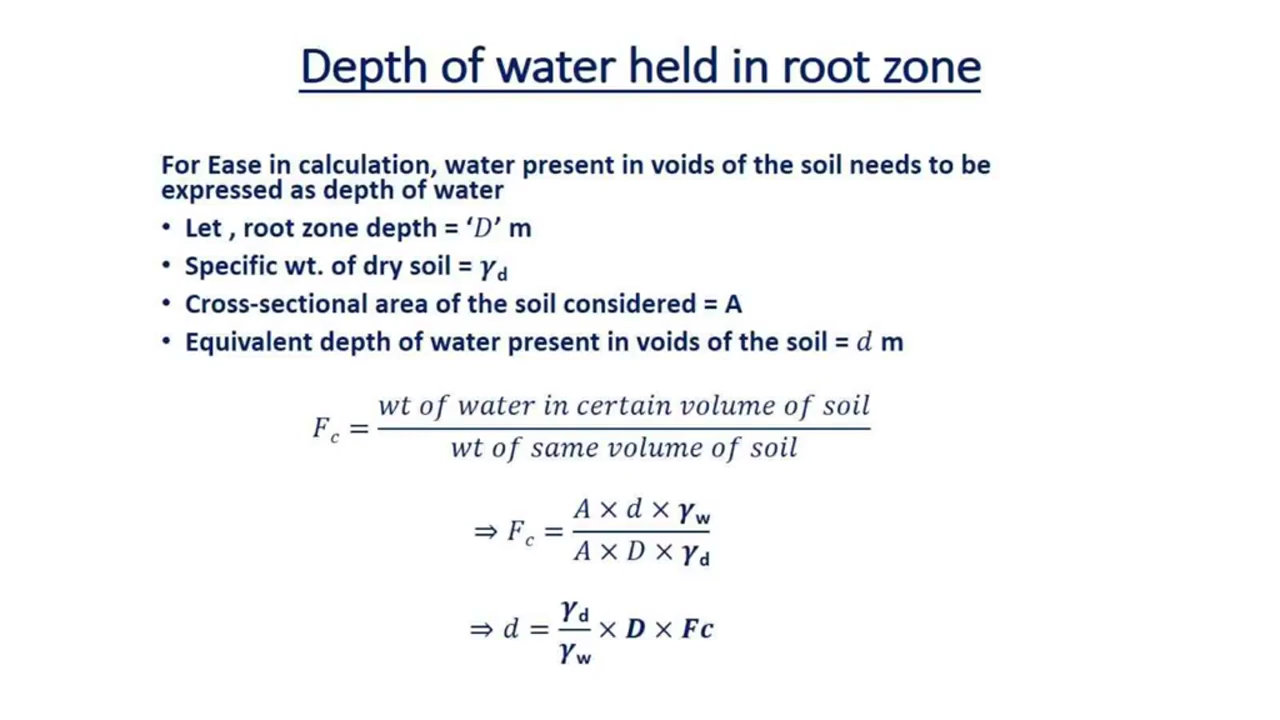 Depth of water held in root zone
For Ease in calculation, water present in voids of the soil needs to be
expressed as depth of water
• Let , root zone depth = ‘D’ m
• Specific wt. of dry soil = γd
• Cross-sectional area of the soil considered = A
• Equivalent depth of water present in voids of the soil = d m
Fc = wt of water in certain volume of soil / wt of same volume of soil
⇒ Fc = A × d × γw / A × D × γd
⇒ d = γd / γw × D × Fc